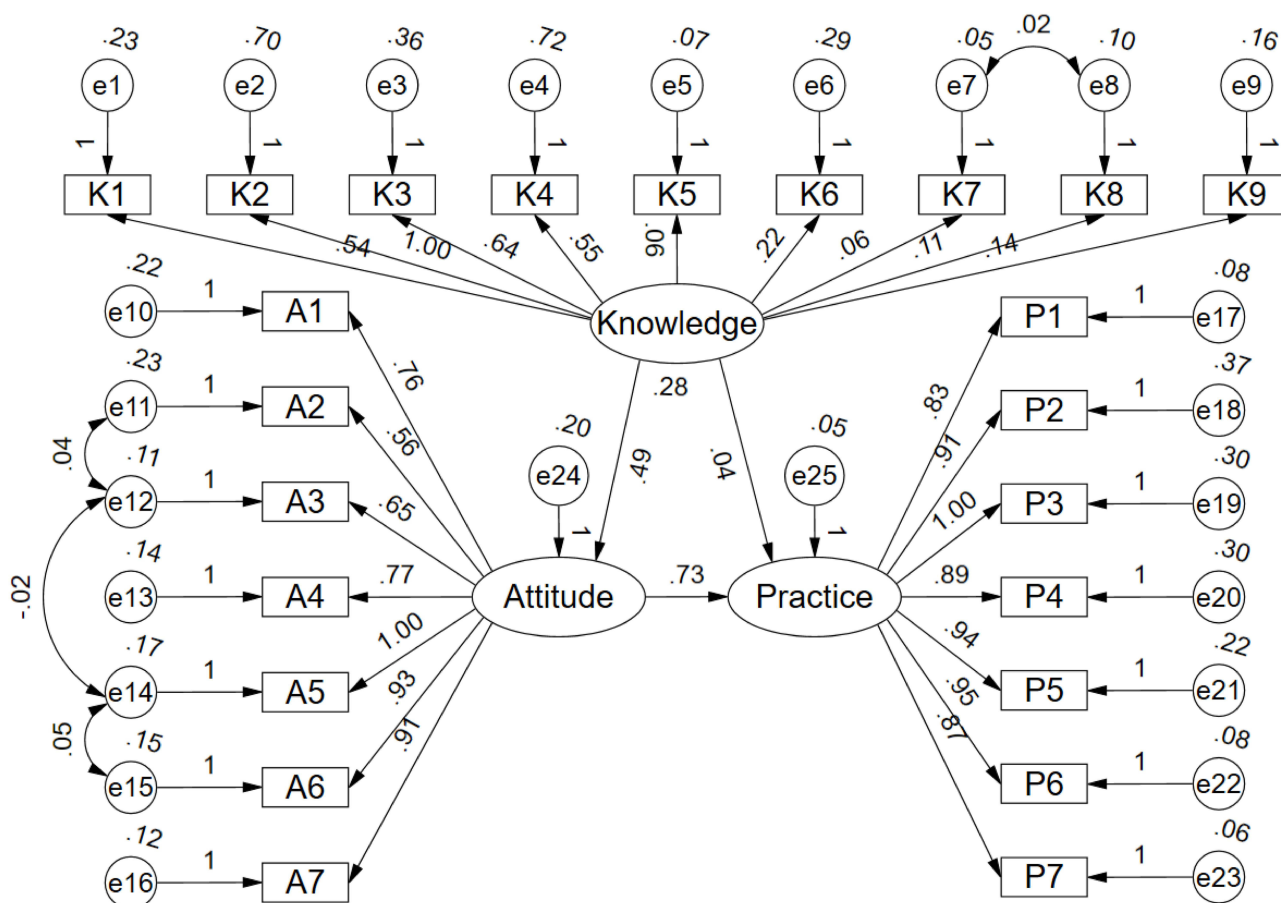 .23 .70 .36 .72 .07 .29 .05 .02 .10 .16
e1 e2 e3 e4 e5 e6 e7 e8 e9
1 1 1 1 1 1 1 1 1
K1 K2 K3 K4 K5 K6 K7 K8 K9
.54 1.00 .64 .55 .06 .22 .06 .11 .14
Knowledge
.28
.49 .04
.22
e10 1 A1 .76
.23
e11 1 A2 .56
.04
.11
e12 1 A3 .65
-.02
.14
e13 1 A4 .77
.17
e14 1 A5 1.00
.05
.15
e15 1 A6 .93
.12
e16 1 A7 .91
.20
e24
1
Attitude
.73
.05
e25
1
Practice
.08
.83 P1 1 e17
.37
.91 P2 1 e18
.30
1.00 P3 1 e19
.30
.89 P4 1 e20
.22
.94 P5 1 e21
.08
.95 P6 1 e22
.06
.87 P7 1 e23